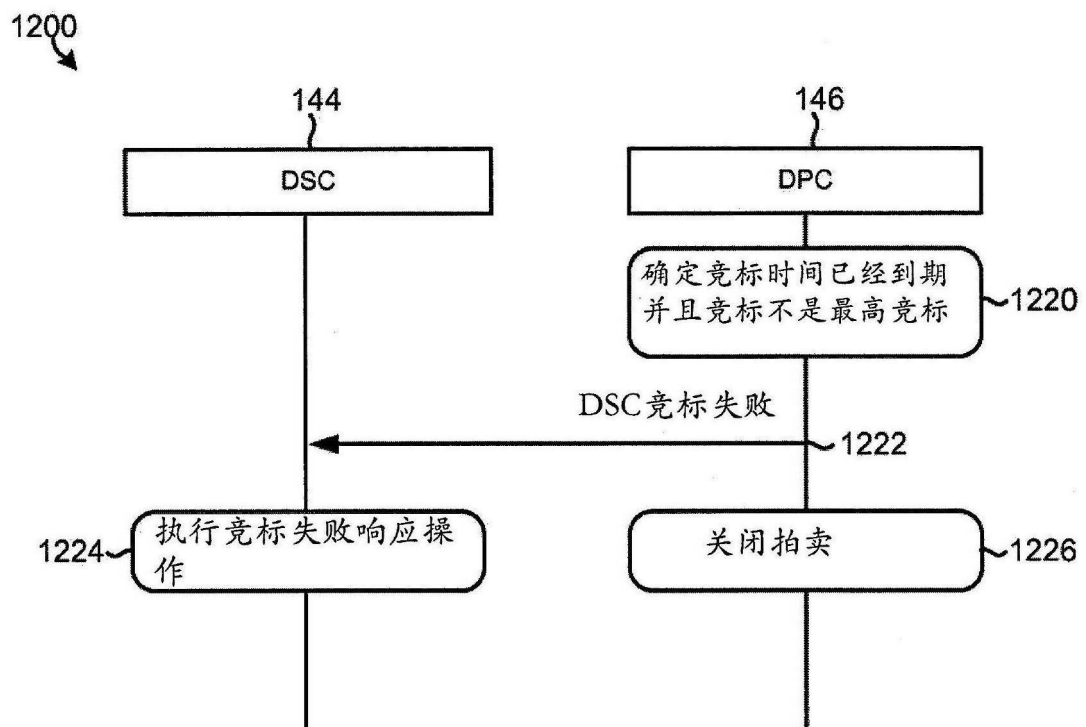 1200
144
146
DSC
DPC
确定竞标时间已经到期
并且竞标不是最高竞标
1220
DSC竞标失败
1222
执行竞标失败响应操
作
1224
关闭拍卖
1226